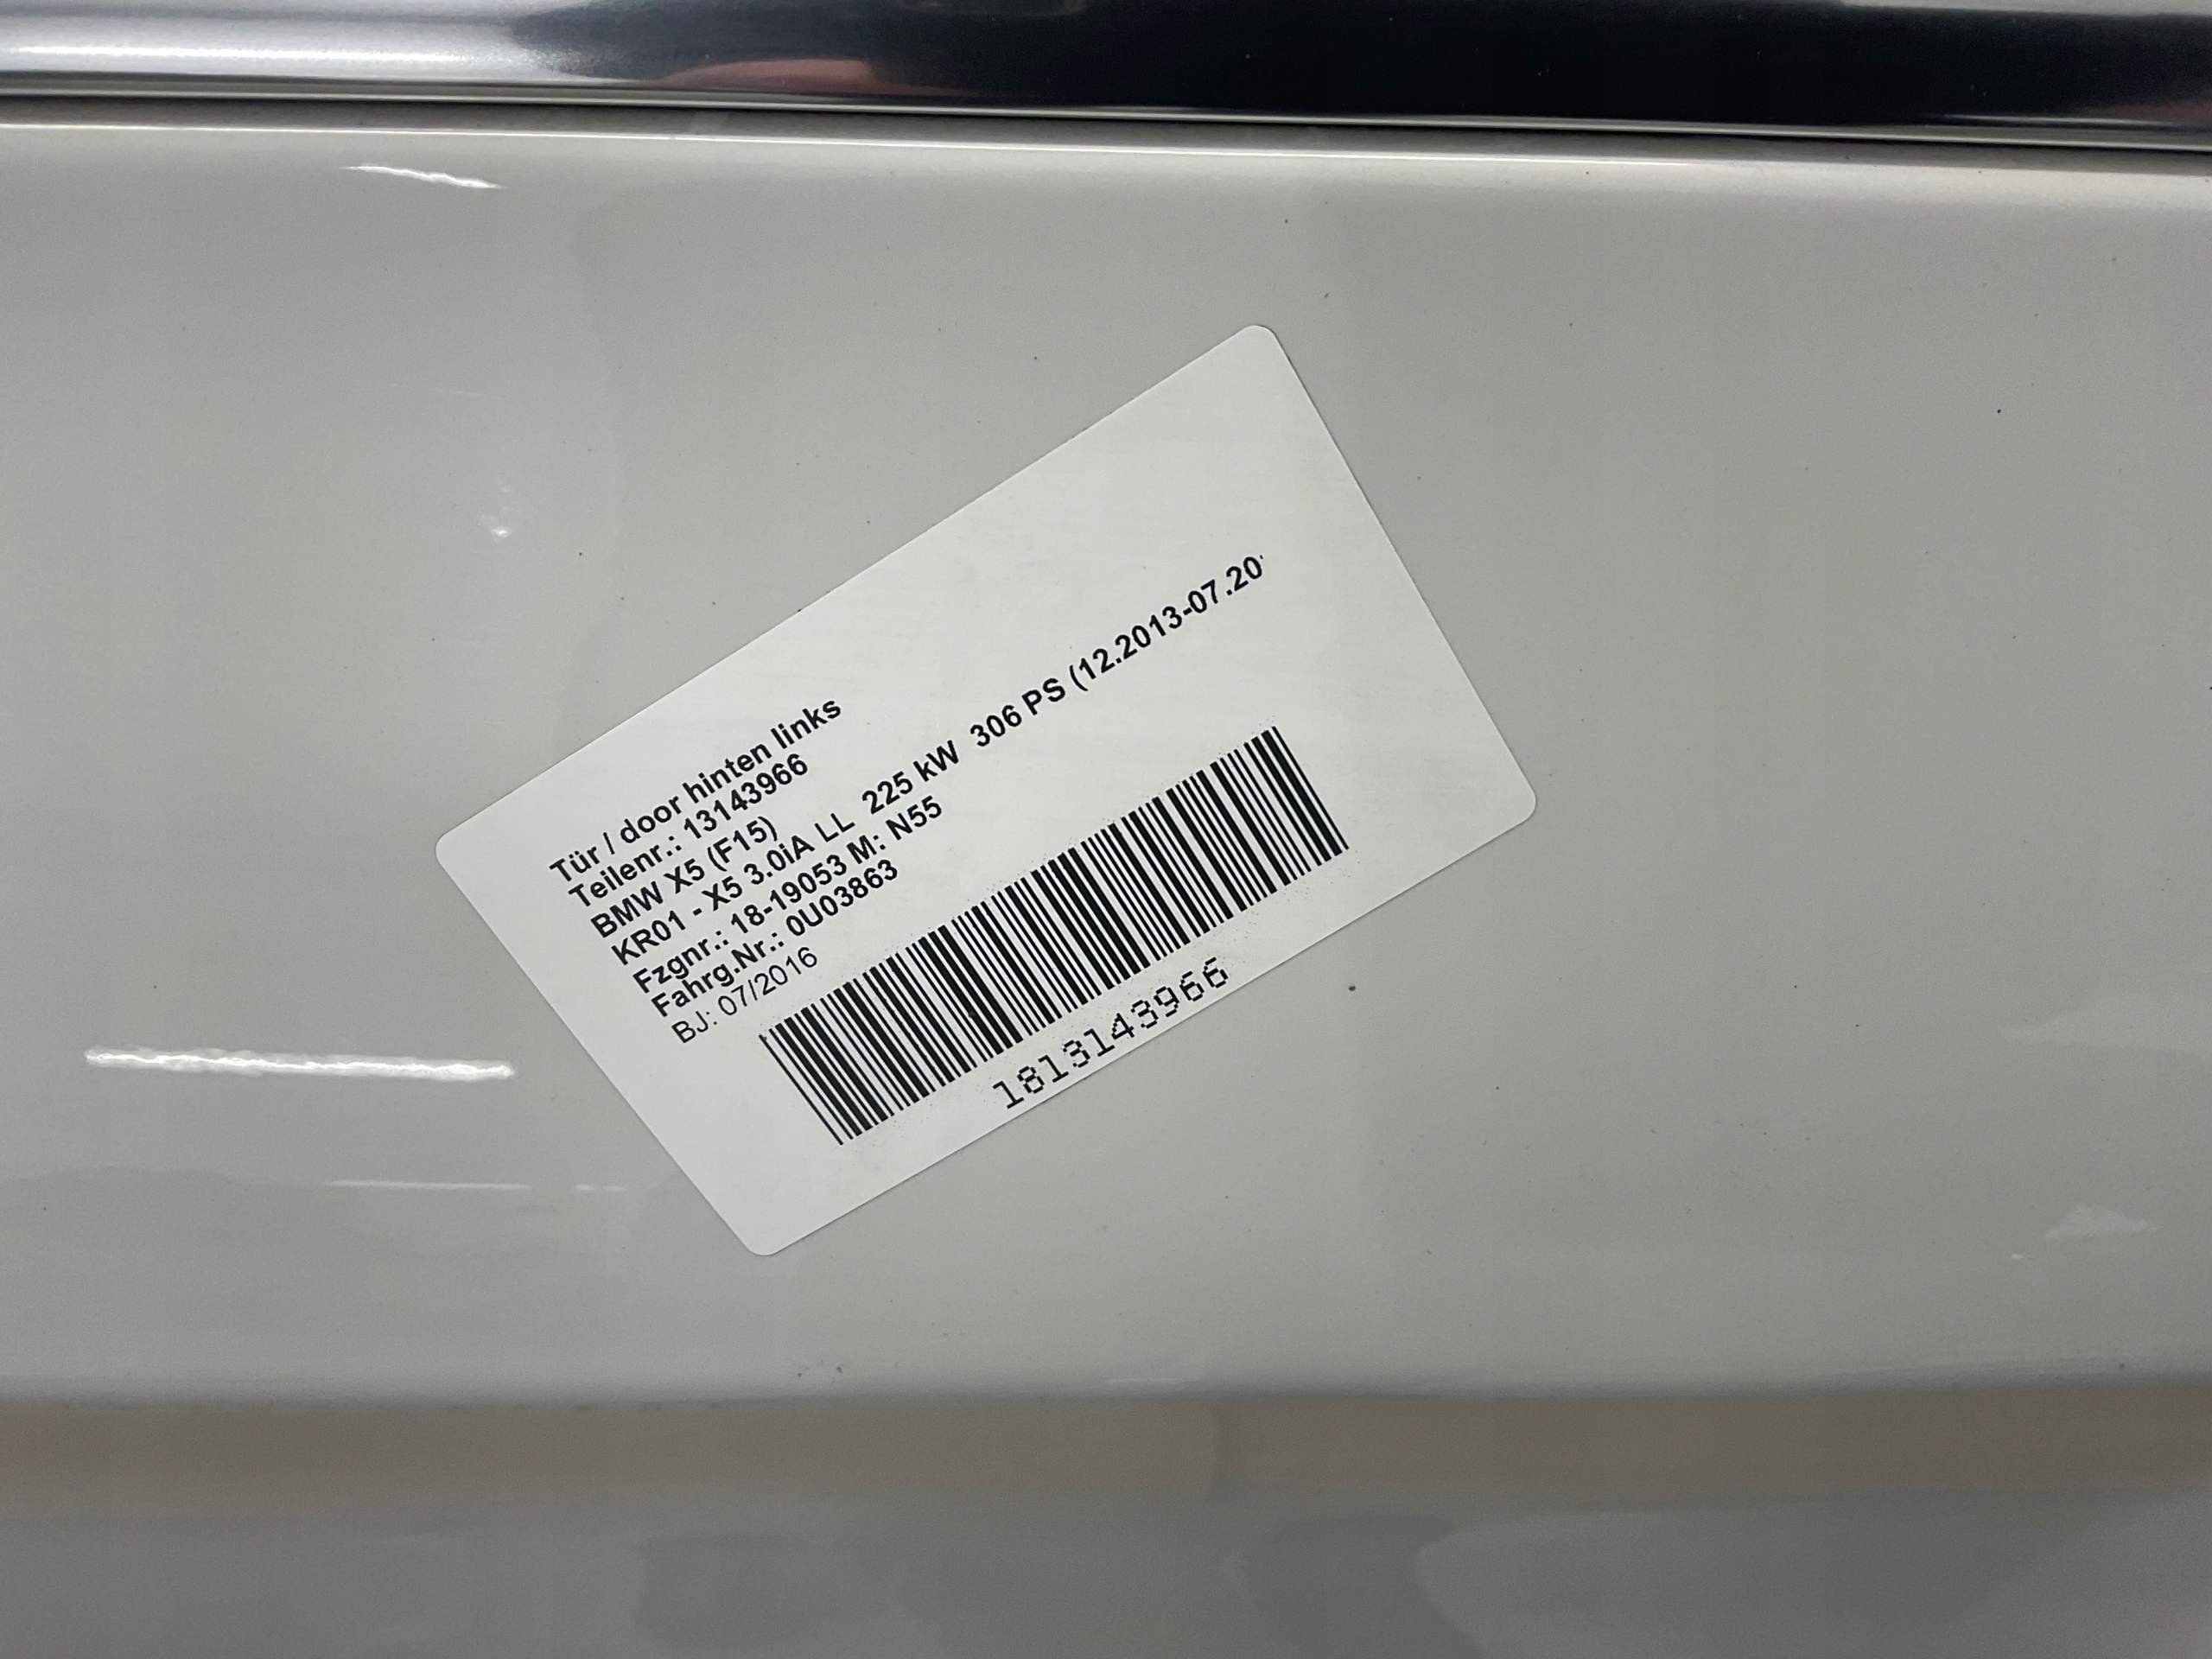 Tür / door hinten links
Teilenr.: 13143966
BMW X5 (F15)
KR01 - X5 3.0iA LL 225 kW 306 PS (12.2013-07.20
Fzgnr.: 18-19053 M: N55
Fahrg.Nr.: 0U03863
BJ: 07/2016
1813143966